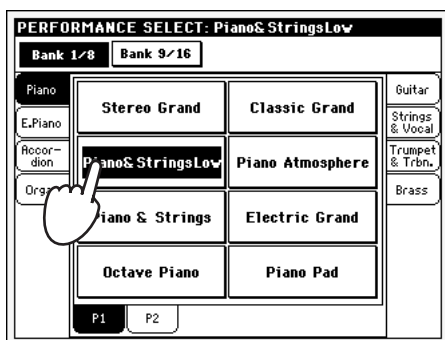 PERFORMANCE SELECT: Piano& StringsLow
Bank 1/8 Bank 9/16
Piano
E.Piano
Accor-
dion
Stereo Grand Classic Grand
Piano& StringsLow Piano Atmosphere
Piano & Strings Electric Grand
Octave Piano Piano Pad
Guitar
Strings
& Vocal
Trumpet
& Trbn.
Brass
P1 P2